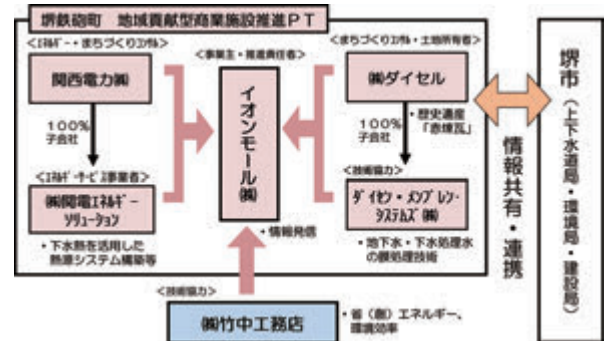 堺鉄砲町 地域貢献型商業施設推進PT
<ｴﾈﾙｷﾞｰ・まちづくりｺﾝｻﾙ>
関西電力㈱
100%
子会社
<ｴﾈﾙｷﾞｰｻｰﾋﾞｽ事業者>
㈱関電ｴﾈﾙｷﾞｰ
ｿﾘｭｰｼｮﾝ
・下水熱を活用した
熱源システム構築等
<事業主・推進責任者>
イオンモール㈱
・情報発信
<まちづくりｺﾝｻﾙ・土地所有者>
㈱ダイセル
・歴史遺産
「赤煉瓦」
100%
子会社
<技術協力>
ﾀﾞｲｾﾝ・ﾒﾝﾌﾞﾚﾝ・
ｼｽﾃﾑｽﾞ㈱
・地下水・下水処理水
の膜処理技術
<技術協力>
㈱竹中工務店
・省（創）エネルギー、
環境効率
情報共有・連携
堺市（上下水道局・環境局・建設局）